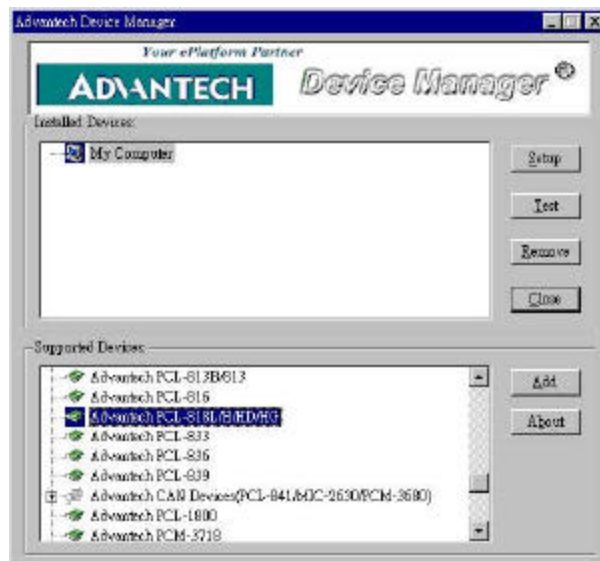 Advantech Device Manager
Your ePlatform Partner
ADVANTECH Device Manager ®
Installed Devices:
My Computer
Setup
Test
Remove
Close
Supported Devices:
Advantech PCL-813B/813
Advantech PCL-816
Advantech PCL-818L/H/HD/HG
Advantech PCL-833
Advantech PCL-836
Advantech PCL-839
Advantech CAN Devices(PCL-841/MIC-2630/PCM-3680)
Advantech PCL-1800
Advantech PCM-3718
Add
About